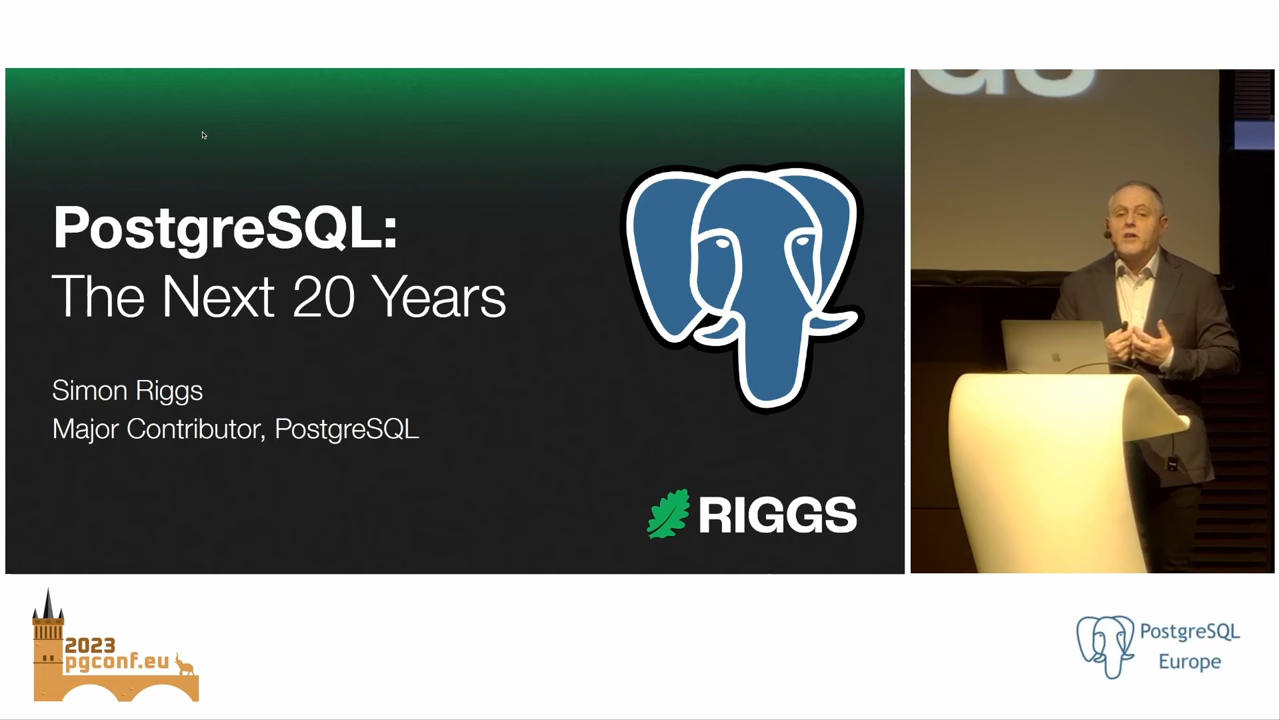 PostgreSQL:
The Next 20 Years
Simon Riggs
Major Contributor, PostgreSQL
RIGGS
2023
pgconf.eu
PostgreSQL
Europe